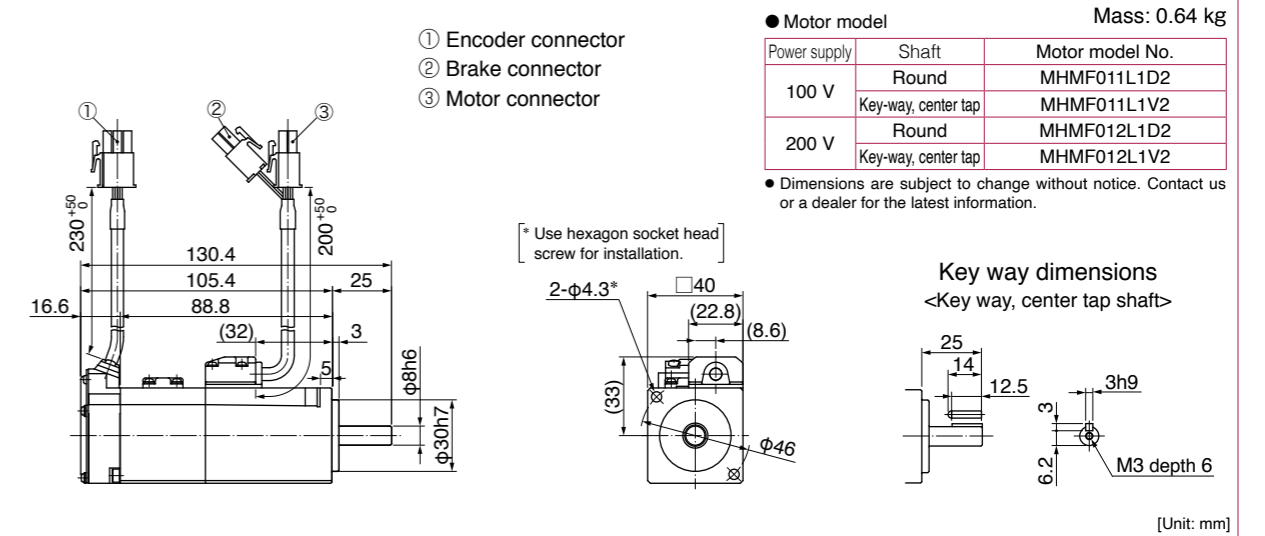 ① Encoder connector
② Brake connector
③ Motor connector
● Motor model
Mass: 0.64 kg
Power supply Shaft Motor model No.
100 V Round MHMF011L1D2
Key-way, center tap MHMF011L1V2
200 V Round MHMF012L1D2
Key-way, center tap MHMF012L1V2
● Dimensions are subject to change without notice. Contact us
or a dealer for the latest information.
①
②
③
230 +50 0
200 +50 0
130.4
105.4
25
16.6
88.8
(32)
3
5
ϕ8h6
ϕ30h7
* Use hexagon socket head
screw for installation.
2-ϕ4.3*
□40
(22.8)
(8.6)
(33)
ϕ46
Key way dimensions
<Key way, center tap shaft>
25
14
12.5
3h9
3
6.2
M3 depth 6
[Unit: mm]